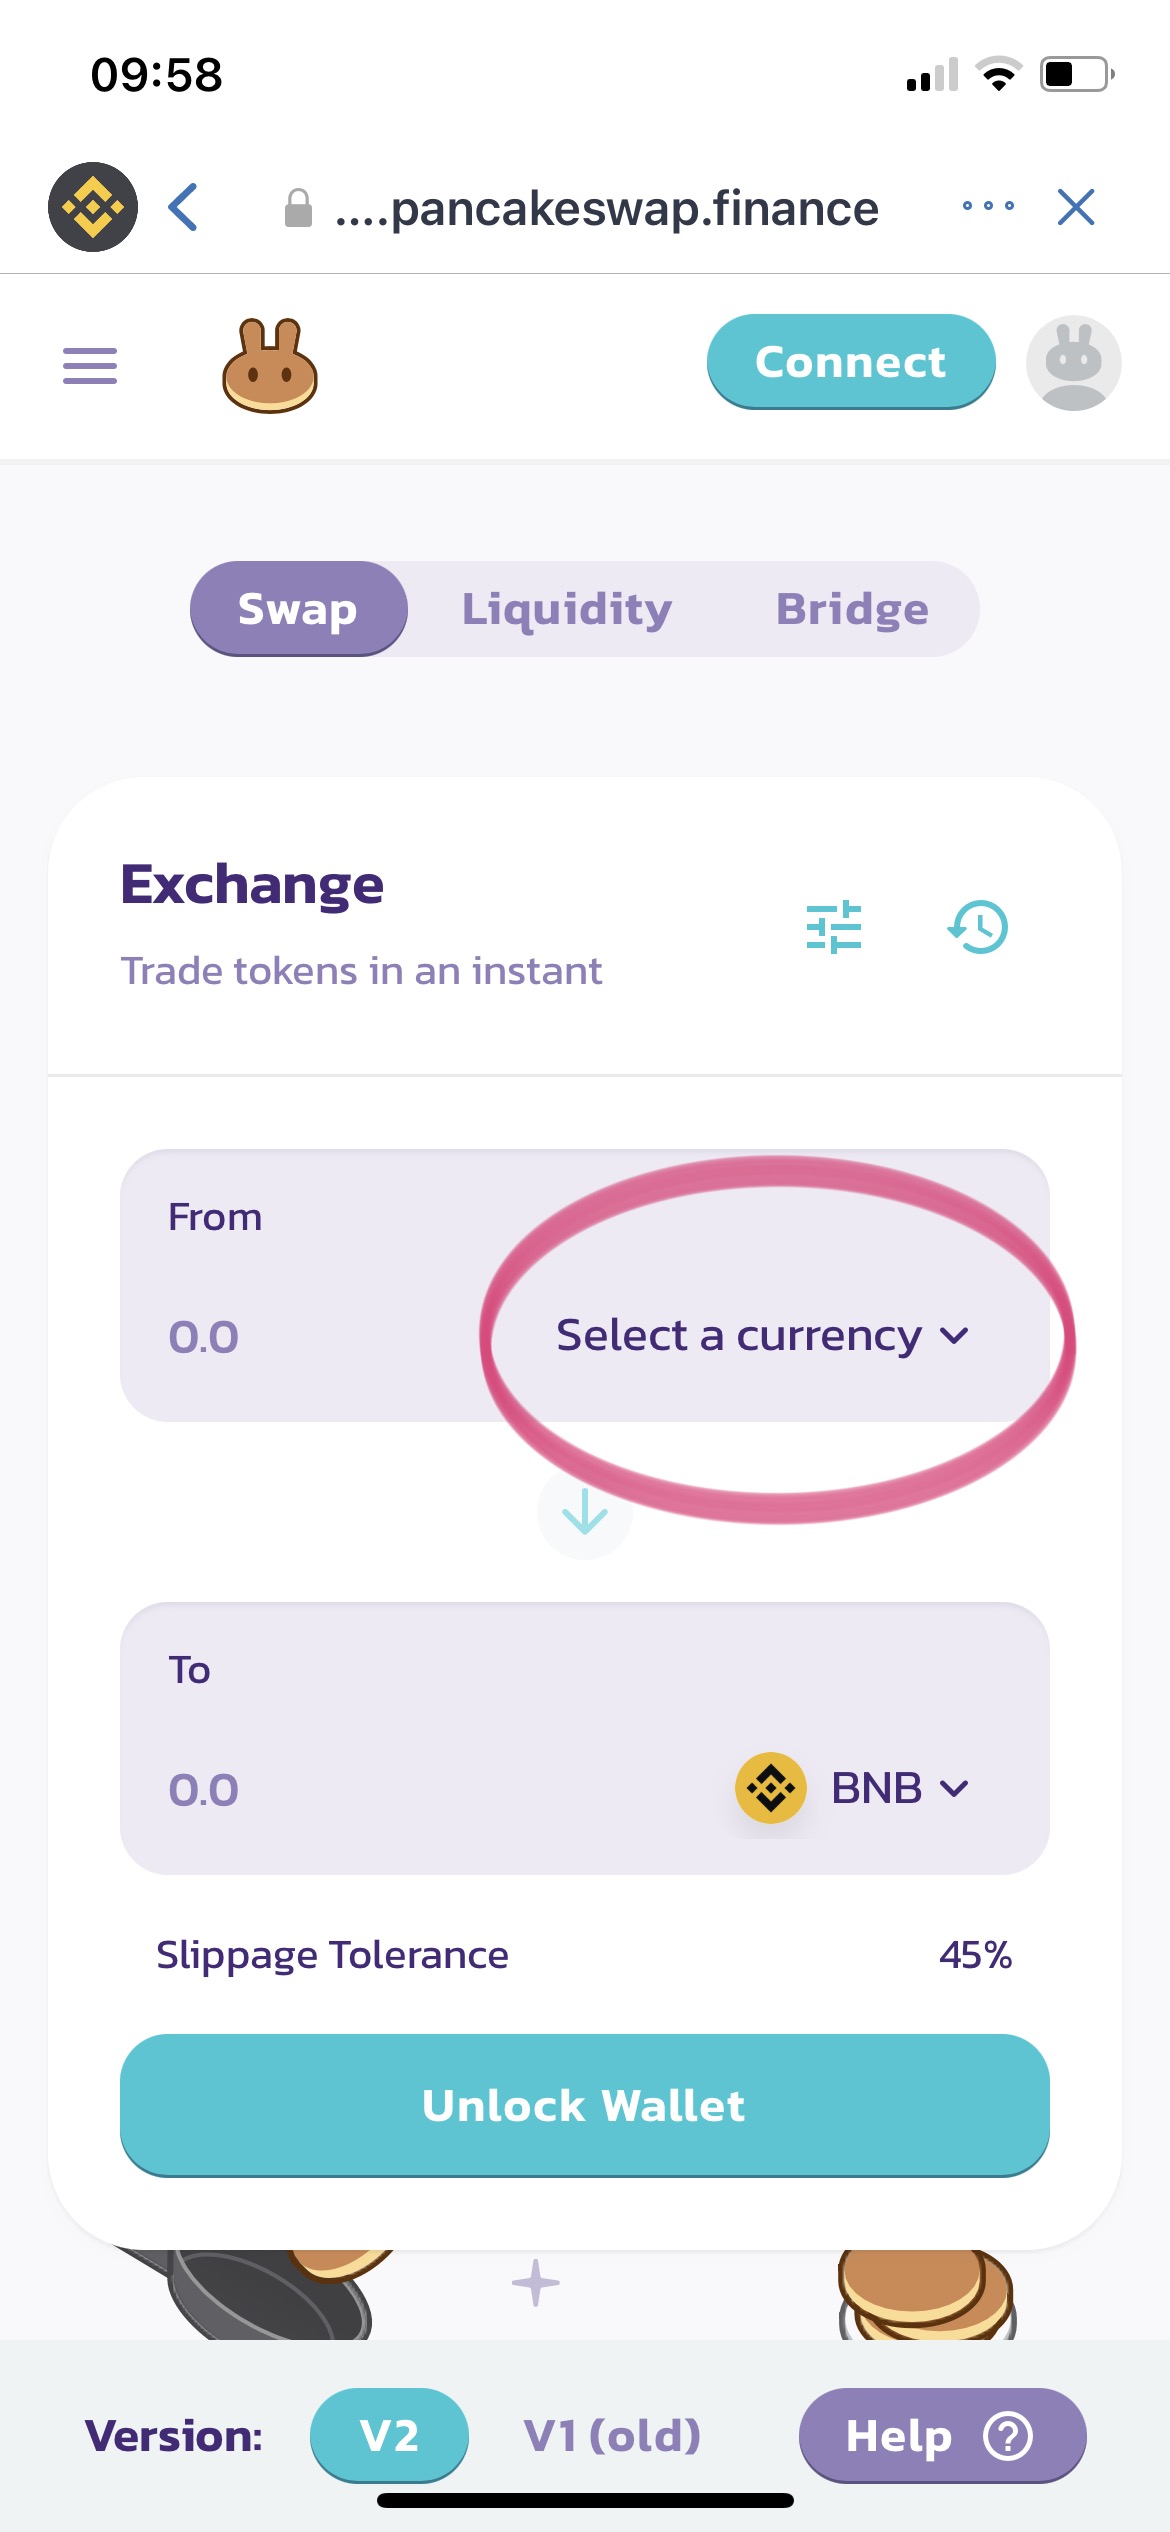 09:58
....pancakeswap.finance
Connect
Swap Liquidity Bridge
Exchange
Trade tokens in an instant
From
0.0 Select a currency
To
0.0 BNB
Slippage Tolerance 45%
Unlock Wallet
Version: V2 V1 (old) Help ?